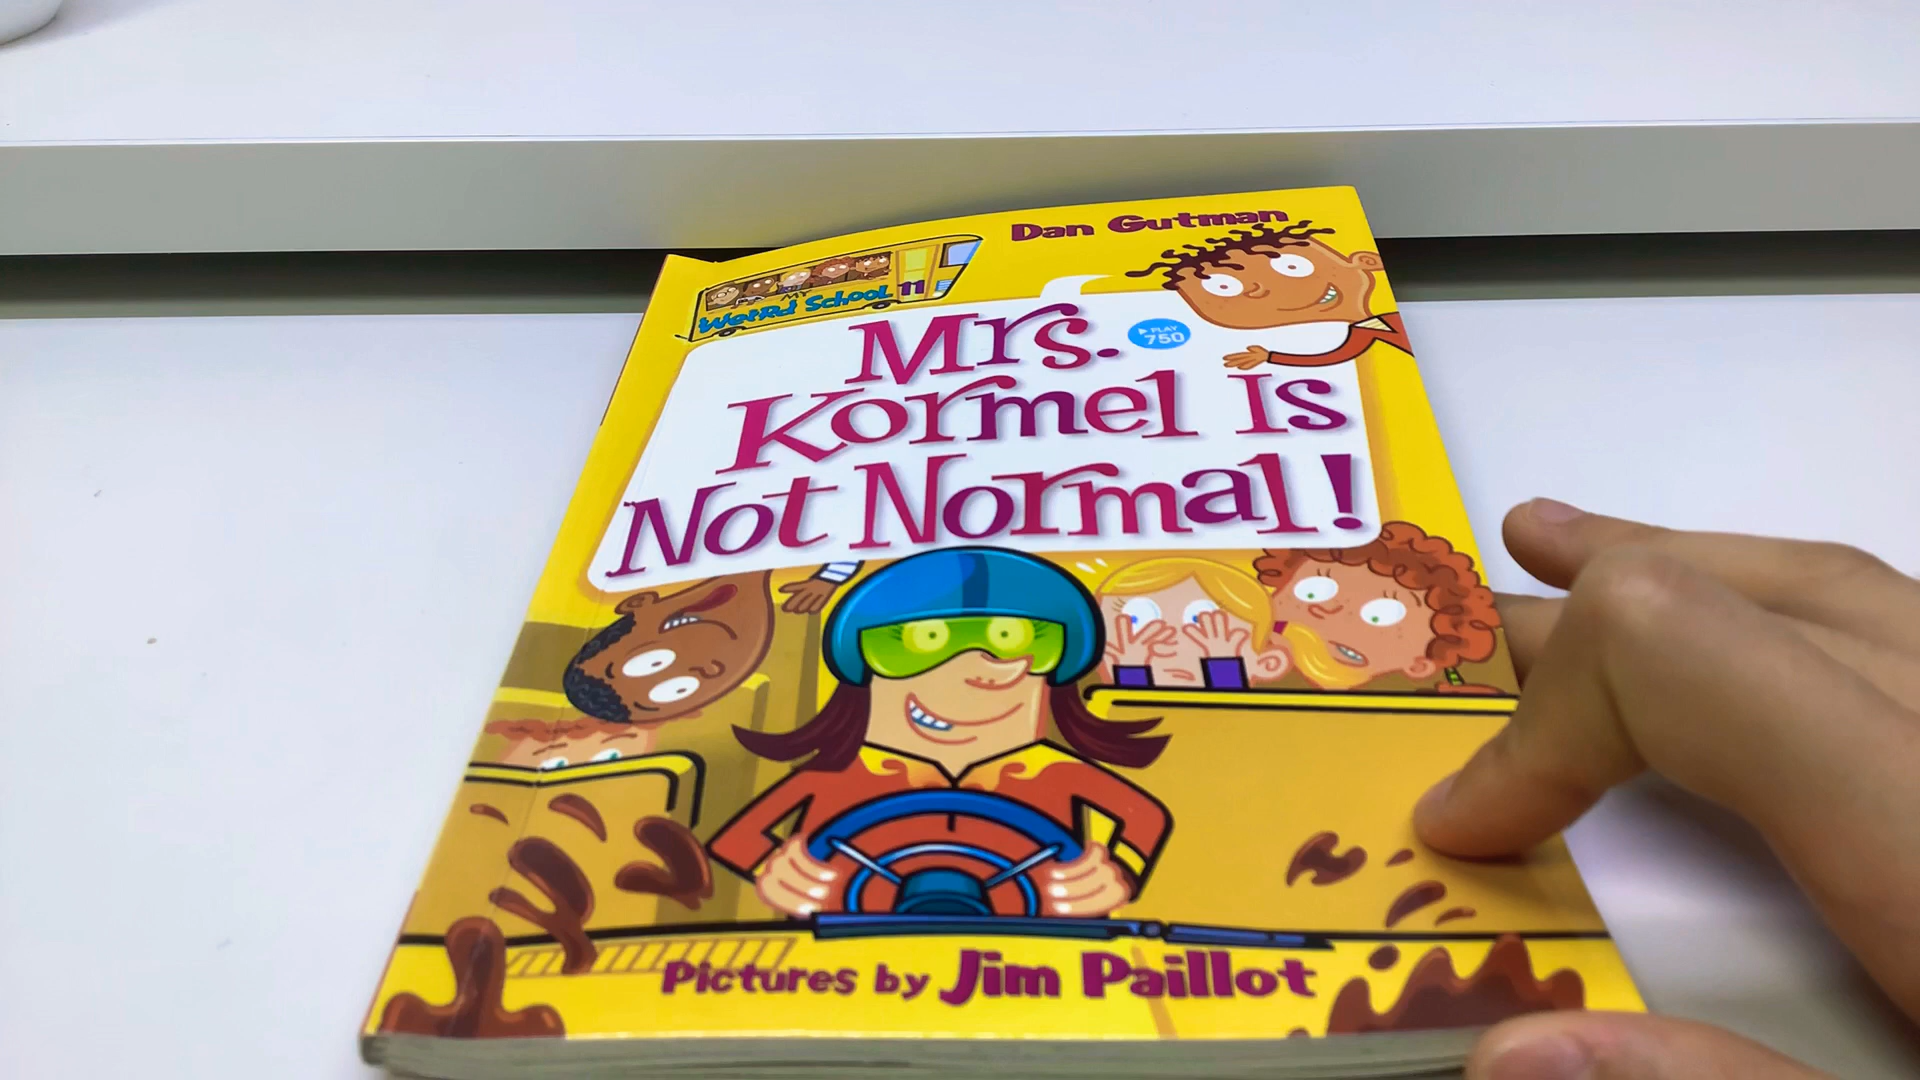 Dan Gutman
MY
WeiRd School 11
Mrs.
PLAY
750
Kormel Is
Not Normal!
Pictures by Jim Paillot